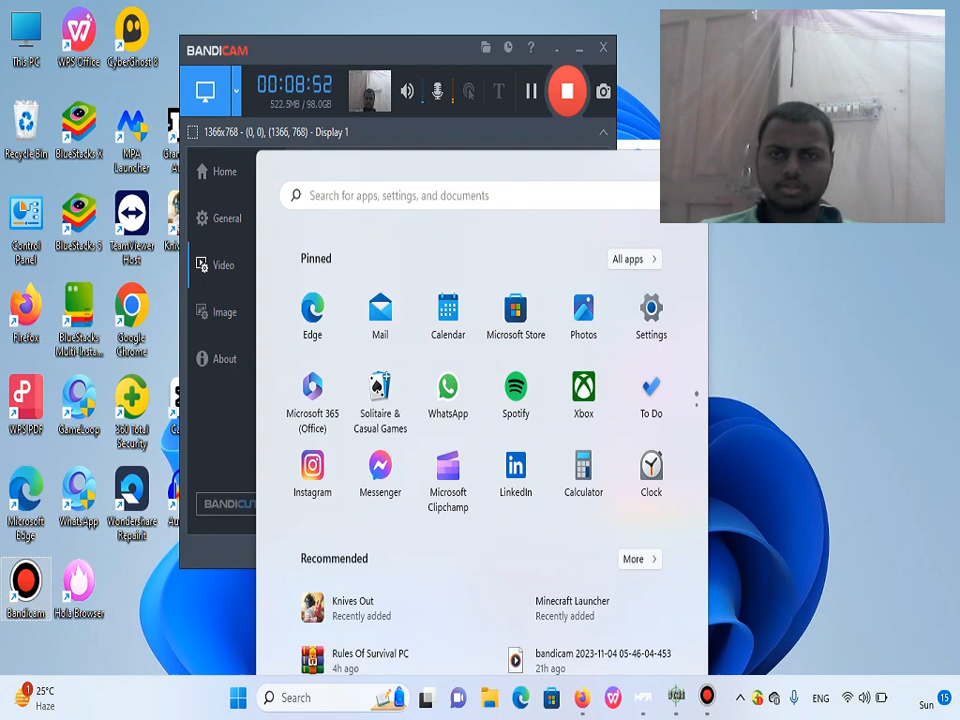 This PC
WPS Office
CyberGhost 8
Recycle Bin
BlueStacks X
MPA
Launcher
Control
Panel
BlueStacks 5
TeamViewer
Host
Firefox
BlueStacks
Multi-Insta...
Google
Chrome
WPS PDF
GameLoop
360 Total
Security
Microsoft
Edge
WhatsApp
Wondershare
Repairit
Bandicam
Hola Browser
BANDICAM
00:08:52
522.5MB / 98.0GB
1366x768 - (0, 0), (1366, 768) - Display 1
Home
General
Video
Image
About
Search for apps, settings, and documents
Pinned
All apps
Edge
Mail
Calendar
Microsoft Store
Photos
Settings
Microsoft 365
(Office)
Solitaire &
Casual Games
WhatsApp
Spotify
Xbox
To Do
Instagram
Messenger
Microsoft
Clipchamp
LinkedIn
Calculator
Clock
Recommended
More
Knives Out
Recently added
Minecraft Launcher
Recently added
Rules Of Survival PC
4h ago
bandicam 2023-11-04 05-46-04-453
21h ago
1
25°C
Haze
Search
ENG
Sun
15